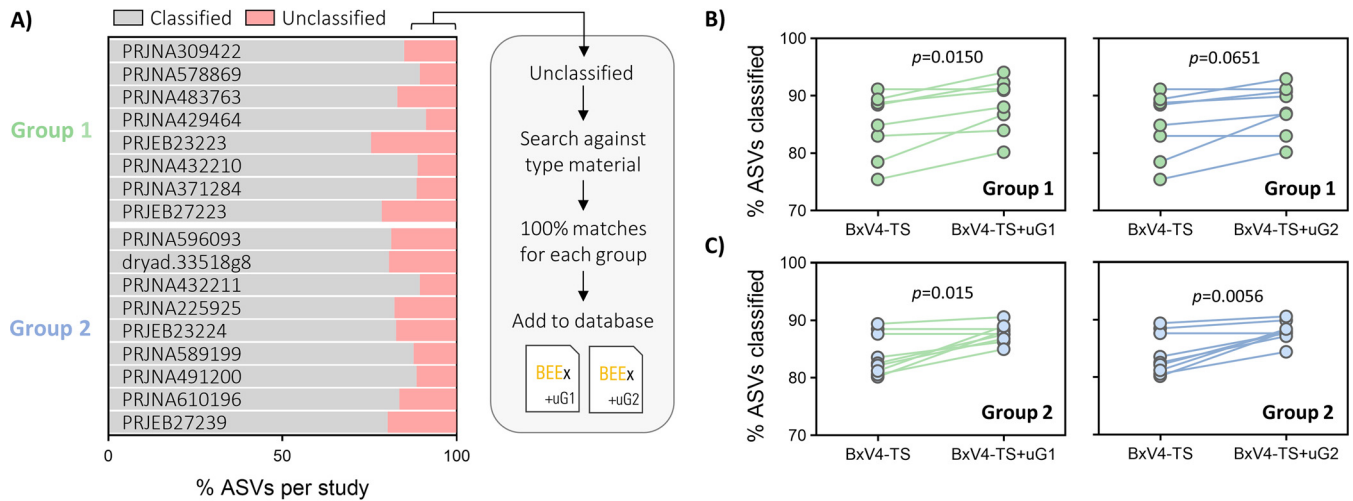 A)
Classified
Unclassified
Group 1
PRJNA309422
PRJNA578869
PRJNA483763
PRJNA429464
PRJEB23223
PRJNA432210
PRJNA371284
PRJEB27223
Group 2
PRJNA596093
dryad.33518g8
PRJNA432211
PRJNA225925
PRJEB23224
PRJNA589199
PRJNA491200
PRJNA610196
PRJEB27239
0
50
100
% ASVs per study
Unclassified
Search against
type material
100% matches
for each group
Add to database
BEEx
+uG1
BEEx
+uG2
B)
% ASVs classified
100
90
80
70
p=0.0150
Group 1
BxV4-TS
BxV4-TS+uG1
p=0.0651
Group 1
BxV4-TS
BxV4-TS+uG2
C)
% ASVs classified
100
90
80
70
p=0.015
Group 2
BxV4-TS
BxV4-TS+uG1
p=0.0056
Group 2
BxV4-TS
BxV4-TS+uG2